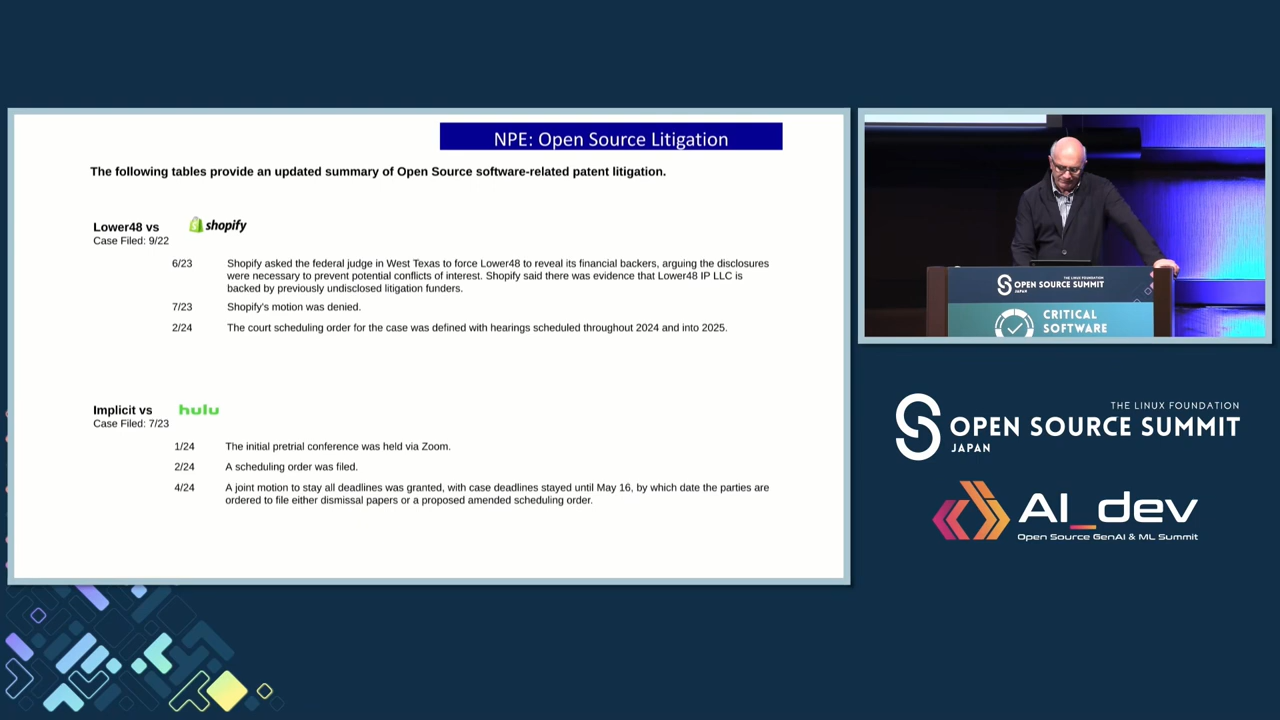 NPE: Open Source Litigation
The following tables provide an updated summary of Open Source software-related patent litigation.
Lower48 vs shopify
Case Filed: 9/22
6/23 Shopify asked the federal judge in West Texas to force Lower48 to reveal its financial backers, arguing the disclosures
were necessary to prevent potential conflicts of interest. Shopify said there was evidence that Lower48 IP LLC is
backed by previously undisclosed litigation funders.
7/23 Shopify's motion was denied.
2/24 The court scheduling order for the case was defined with hearings scheduled throughout 2024 and into 2025.
Implicit vs hulu
Case Filed: 7/23
1/24 The initial pretrial conference was held via Zoom.
2/24 A scheduling order was filed.
4/24 A joint motion to stay all deadlines was granted, with case deadlines stayed until May 16, by which date the parties are
ordered to file either dismissal papers or a proposed amended scheduling order.
THE LINUX FOUNDATION
OPEN SOURCE SUMMIT
JAPAN
CRITICAL
SOFTWARE
THE LINUX FOUNDATION
OPEN SOURCE SUMMIT
JAPAN
AI_dev
Open Source GenAI & ML Summit